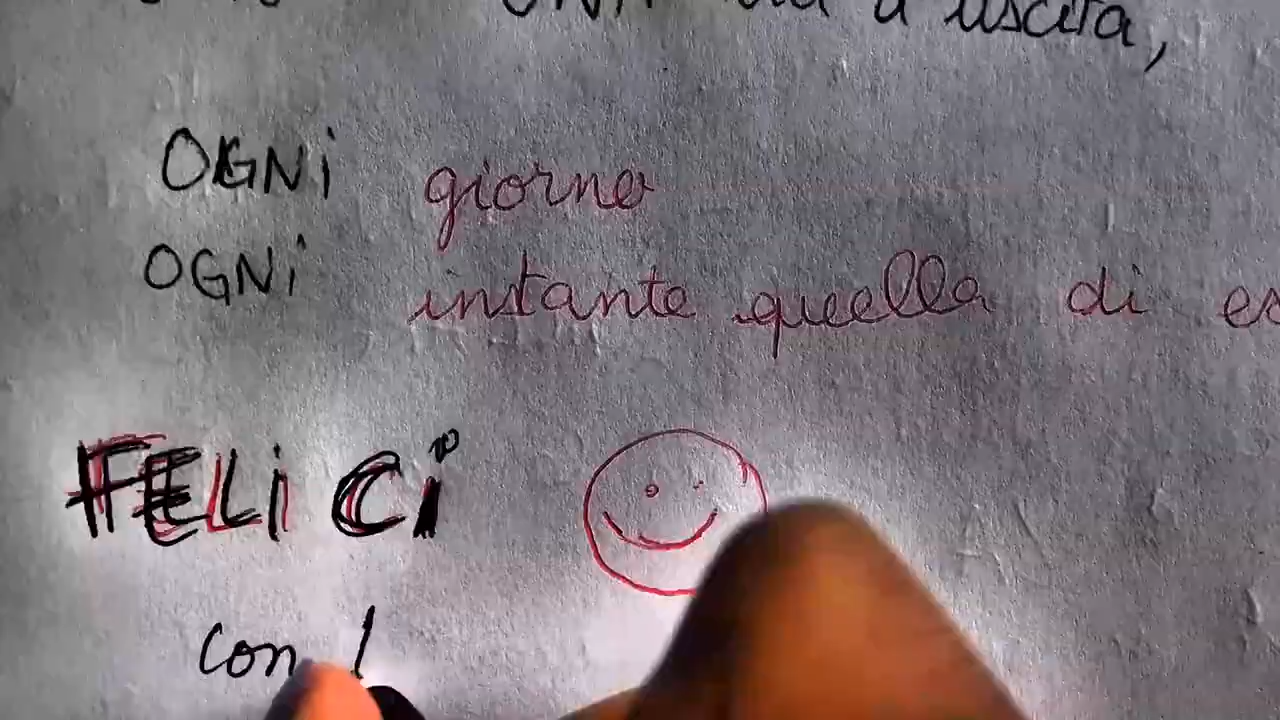 a uscita,
OGNi giorno
OGNi instante quella di es
FELiCi
con